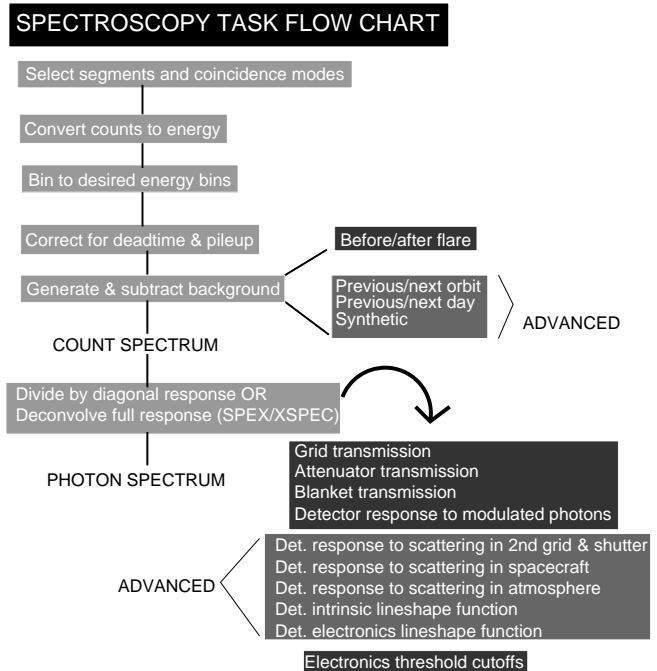 SPECTROSCOPY TASK FLOW CHART
Select segments and coincidence modes
Convert counts to energy
Bin to desired energy bins
Correct for deadtime & pileup
Before/after flare
Generate & subtract background
Previous/next orbit
Previous/next day
Synthetic
ADVANCED
COUNT SPECTRUM
Divide by diagonal response OR
Deconvolve full response (SPEX/XSPEC)
PHOTON SPECTRUM
Grid transmission
Attenuator transmission
Blanket transmission
Detector response to modulated photons
ADVANCED
Det. response to scattering in 2nd grid & shutter
Det. response to scattering in spacecraft
Det. response to scattering in atmosphere
Det. intrinsic lineshape function
Det. electronics lineshape function
Electronics threshold cutoffs